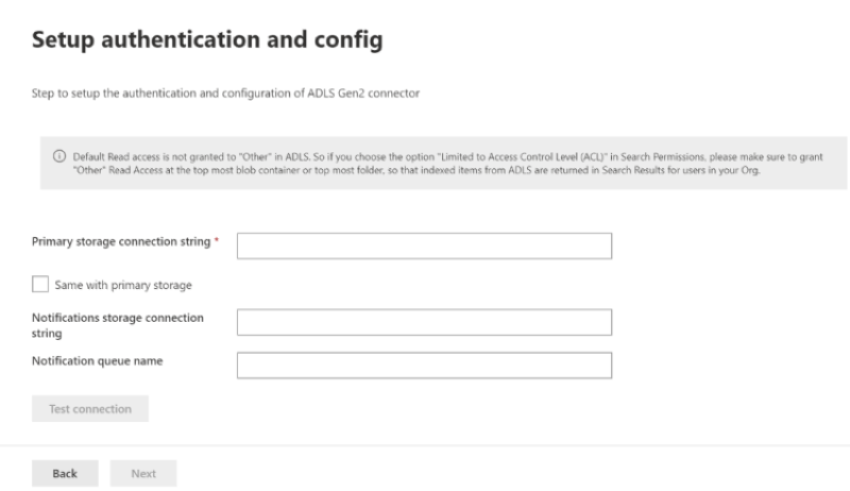 Setup authentication and config
Step to setup the authentication and configuration of ADLS Gen2 connector
Default Read access is not granted to "Other" in ADLS. So if you choose the option "Limited to Access Control Level (ACL)" in Search Permissions, please make sure to grant
"Other" Read Access at the top most blob container or top most folder, so that indexed items from ADLS are returned in Search Results for users in your Org.
Primary storage connection string *
Same with primary storage
Notifications storage connection
string
Notification queue name
Test connection
Back Next